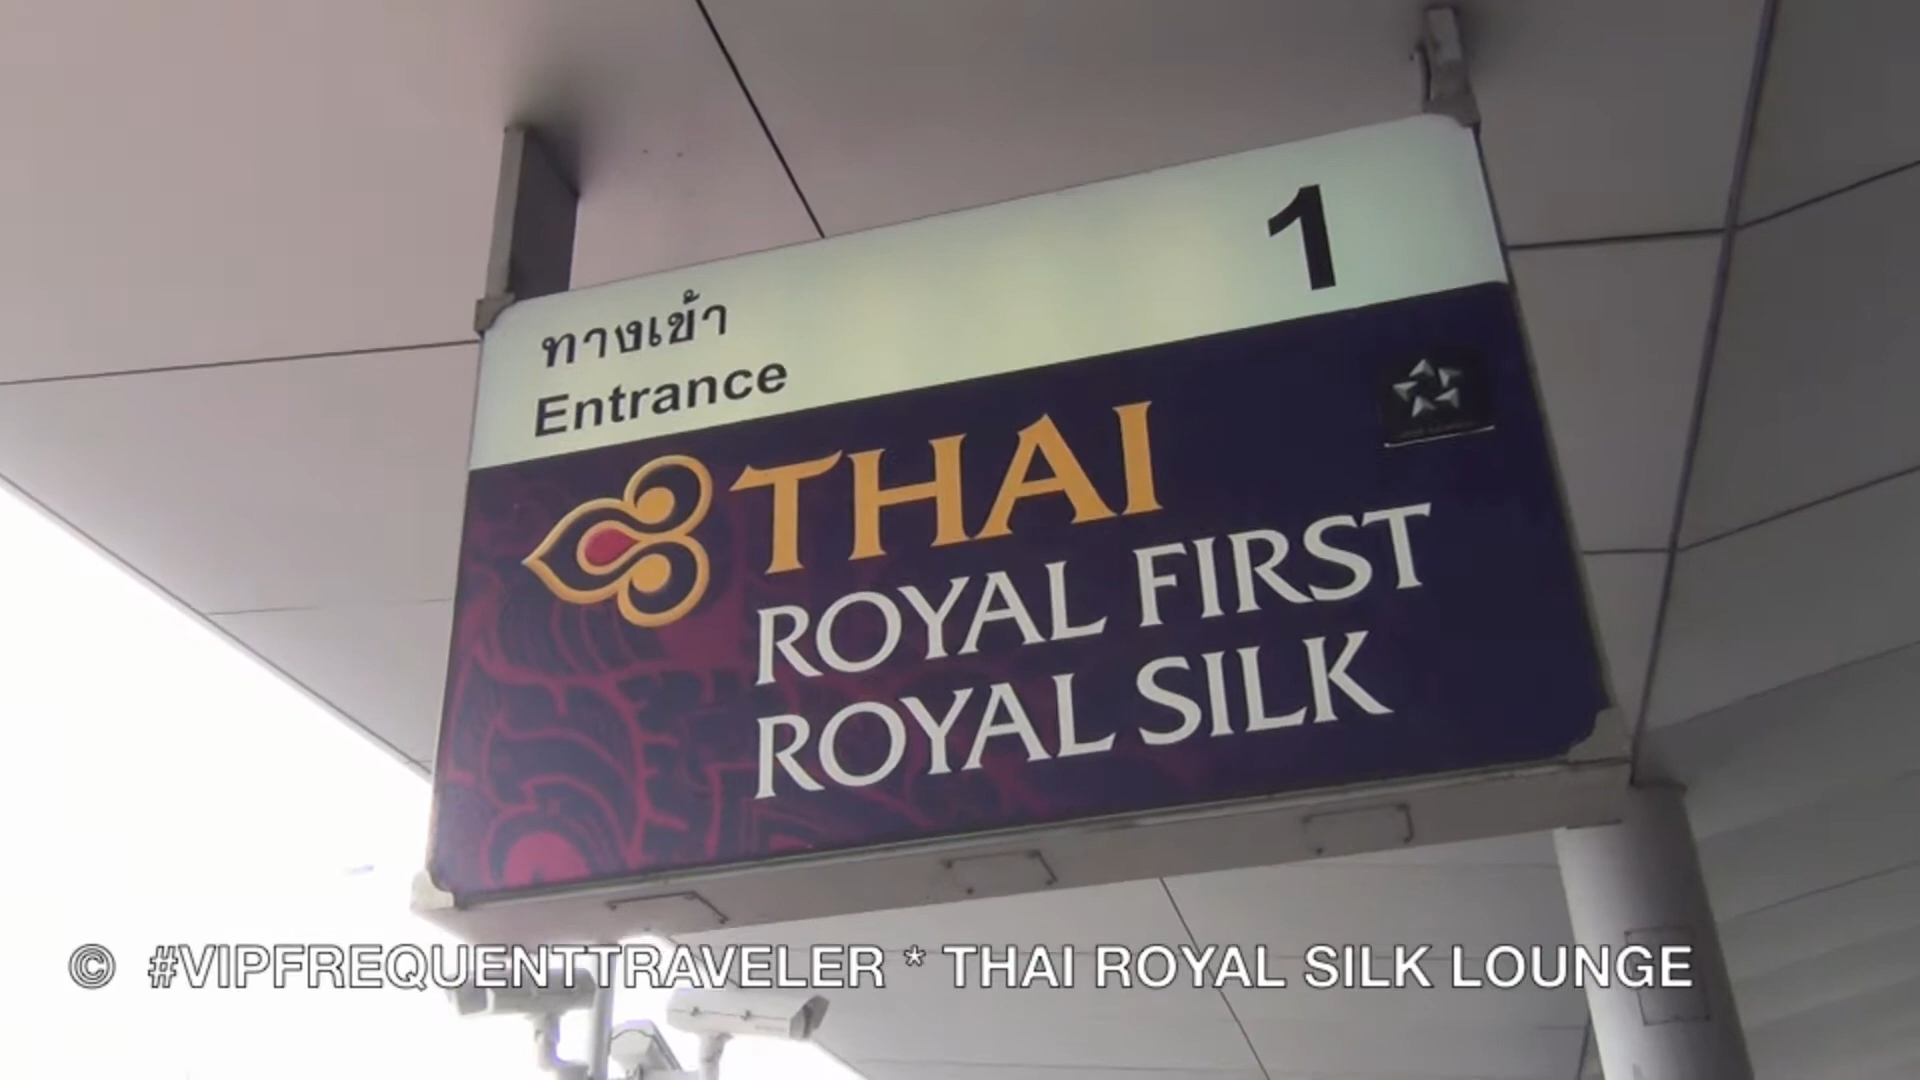 ทางเข้า
Entrance
1
THAI
ROYAL FIRST
ROYAL SILK
© #VIPFREQUENTTRAVELER * THAI ROYAL SILK LOUNGE